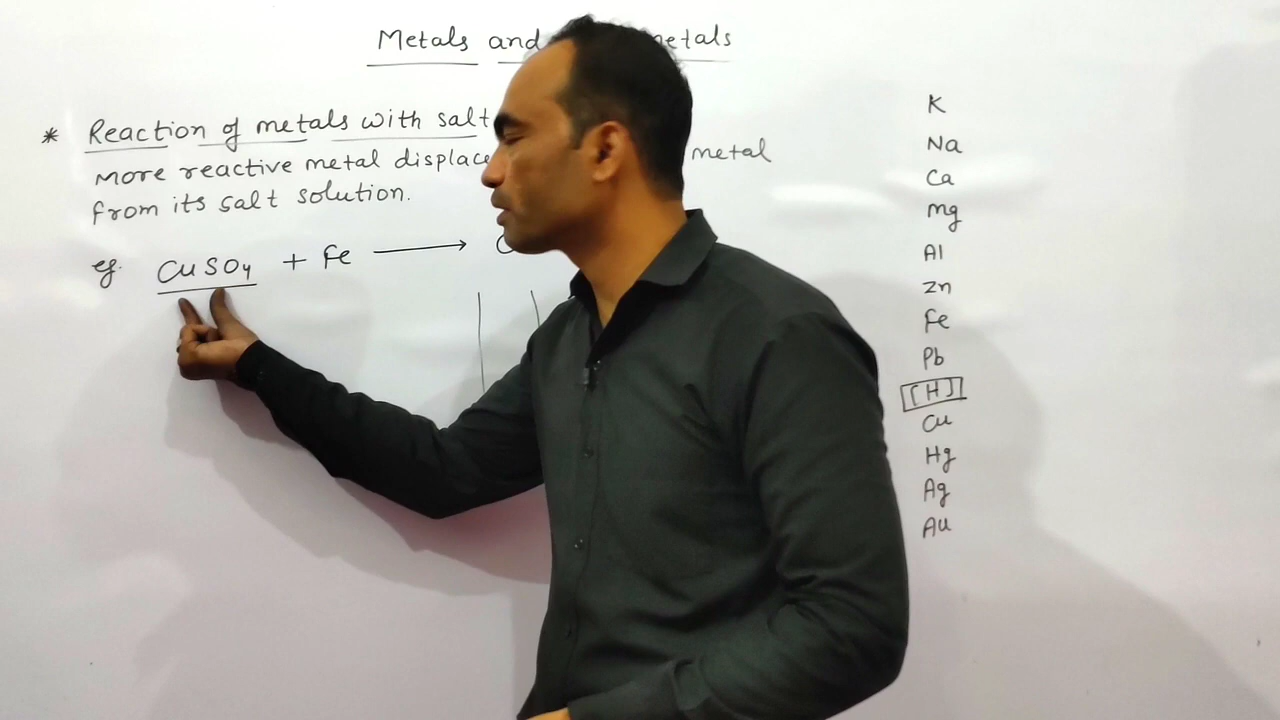 Metals and etals
* Reaction of metals with salt
More reactive metal displace metal
from its salt solution.
eg. CuSO4 + Fe →
K
Na
Ca
Mg
Al
Zn
Fe
Pb
[H]
Cu
Hg
Ag
Au